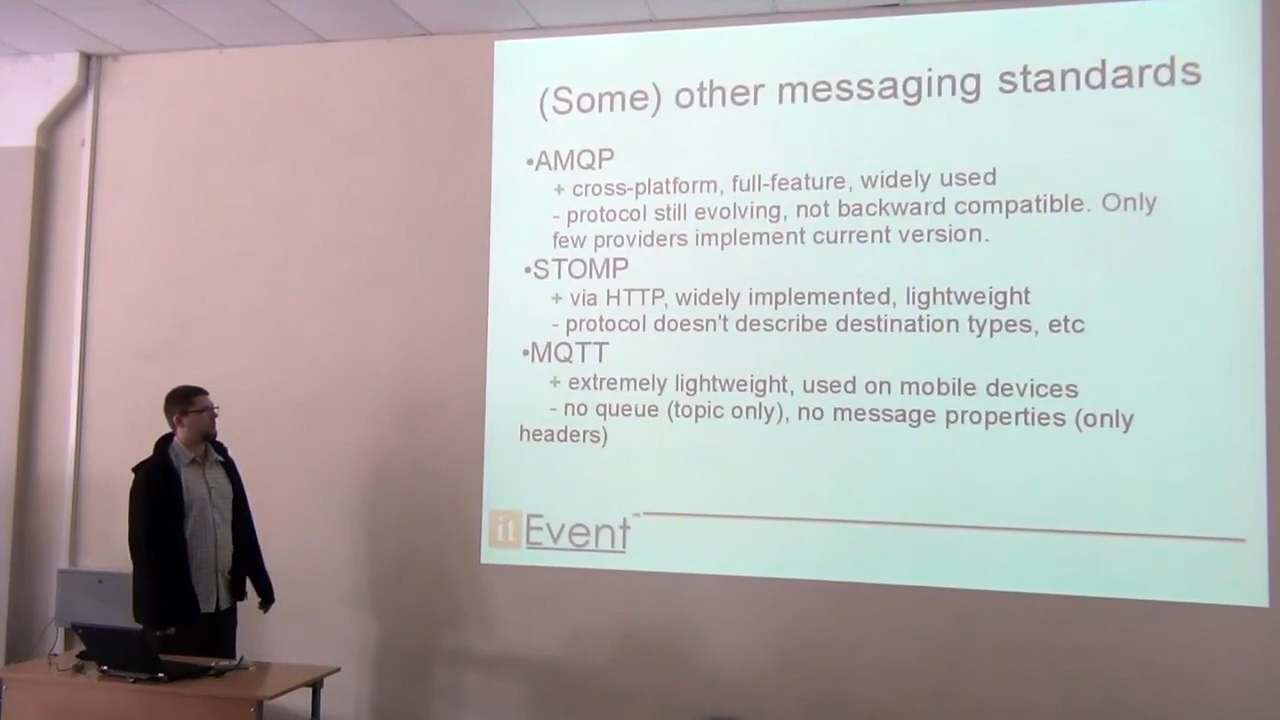 (Some) other messaging standards
•AMQP
+ cross-platform, full-feature, widely used
- protocol still evolving, not backward compatible. Only
few providers implement current version.
•STOMP
+ via HTTP, widely implemented, lightweight
- protocol doesn't describe destination types, etc
•MQTT
+ extremely lightweight, used on mobile devices
- no queue (topic only), no message properties (only
headers)
it Event™